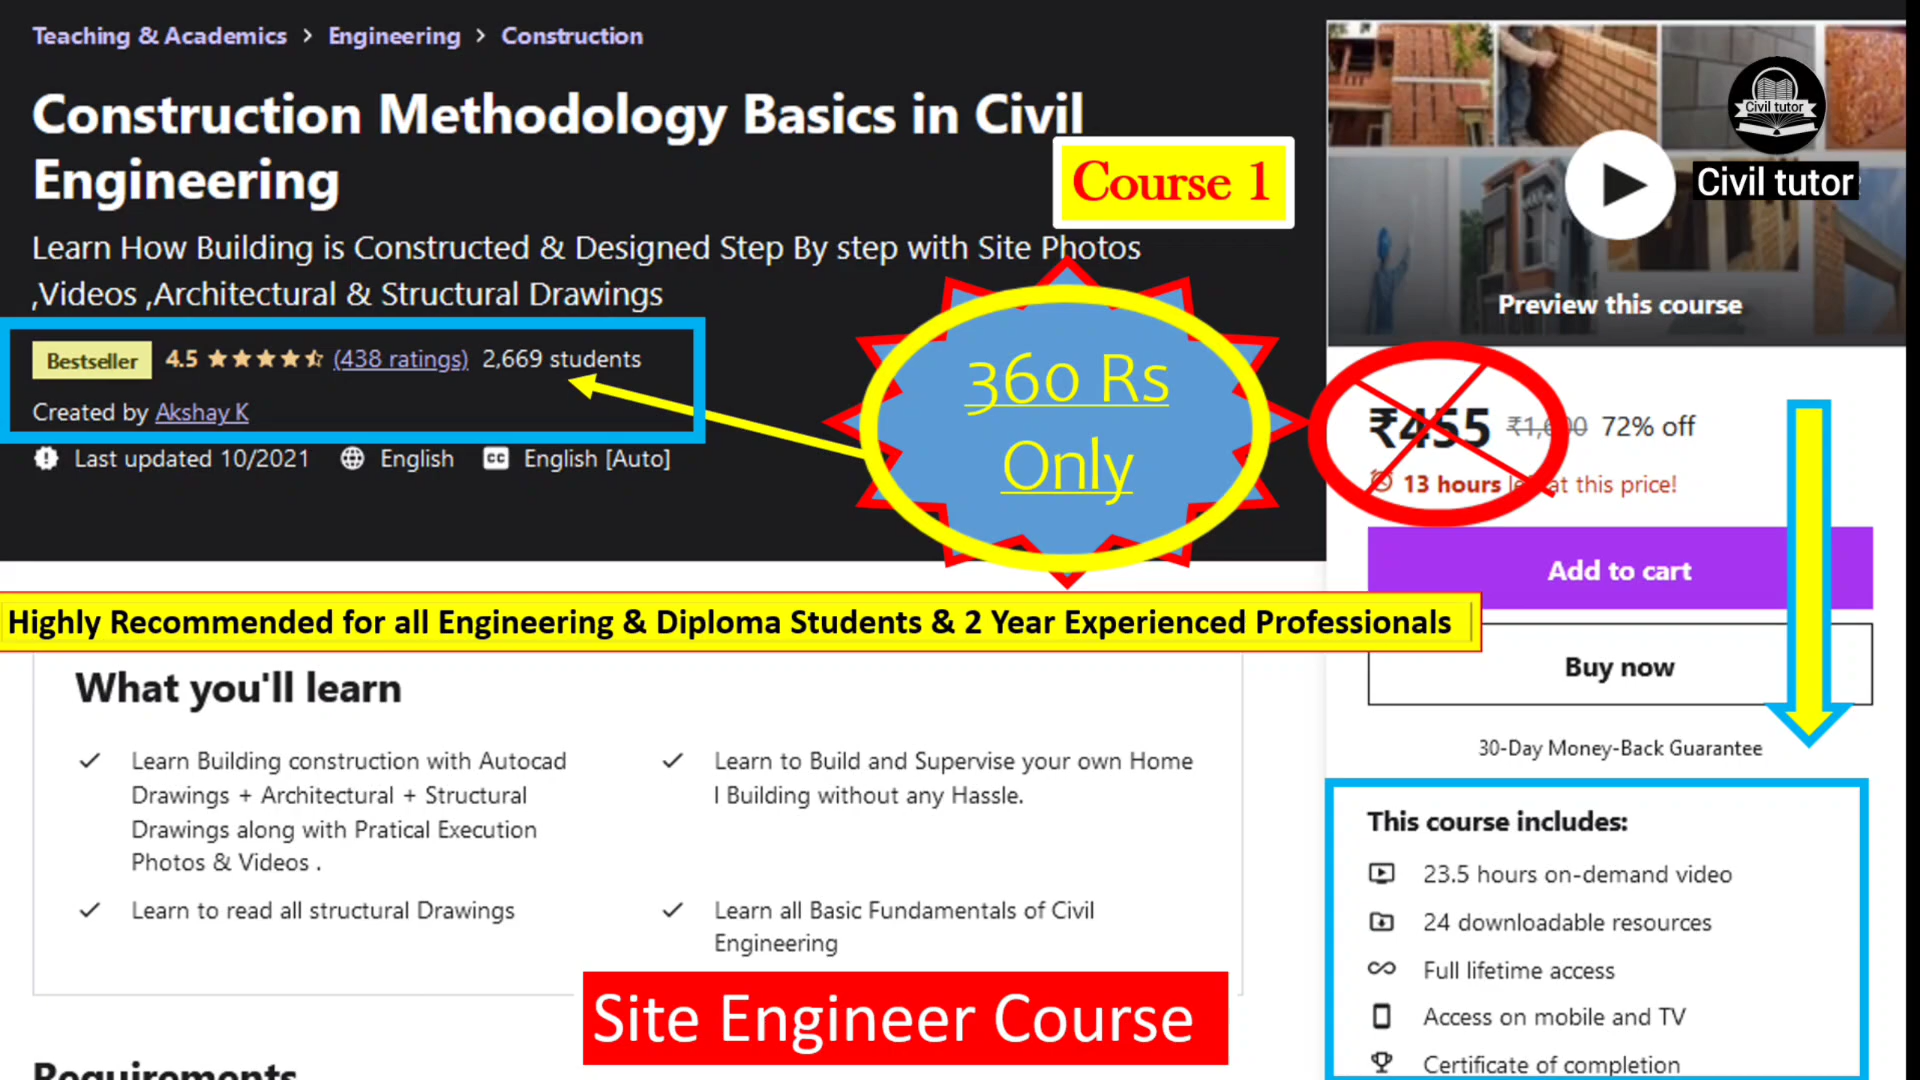 Teaching & Academics > Engineering > Construction
Construction Methodology Basics in Civil
Engineering
Course 1
Learn How Building is Constructed & Designed Step By step with Site Photos
,Videos ,Architectural & Structural Drawings
Bestseller 4.5 (438 ratings) 2,669 students
Created by Akshay K
Last updated 10/2021 English CC English [Auto]
360 Rs
Only
Civil tutor
Civil tutor
Preview this course
₹455 72% off
13 hours at this price!
Add to cart
Buy now
30-Day Money-Back Guarantee
Highly Recommended for all Engineering & Diploma Students & 2 Year Experienced Professionals
What you'll learn
Learn Building construction with Autocad
Drawings + Architectural + Structural
Drawings along with Pratical Execution
Photos & Videos .
Learn to Build and Supervise your own Home
I Building without any Hassle.
Learn to read all structural Drawings
Learn all Basic Fundamentals of Civil
Engineering
This course includes:
23.5 hours on-demand video
24 downloadable resources
Full lifetime access
Access on mobile and TV
Certificate of completion
Site Engineer Course
Requirements